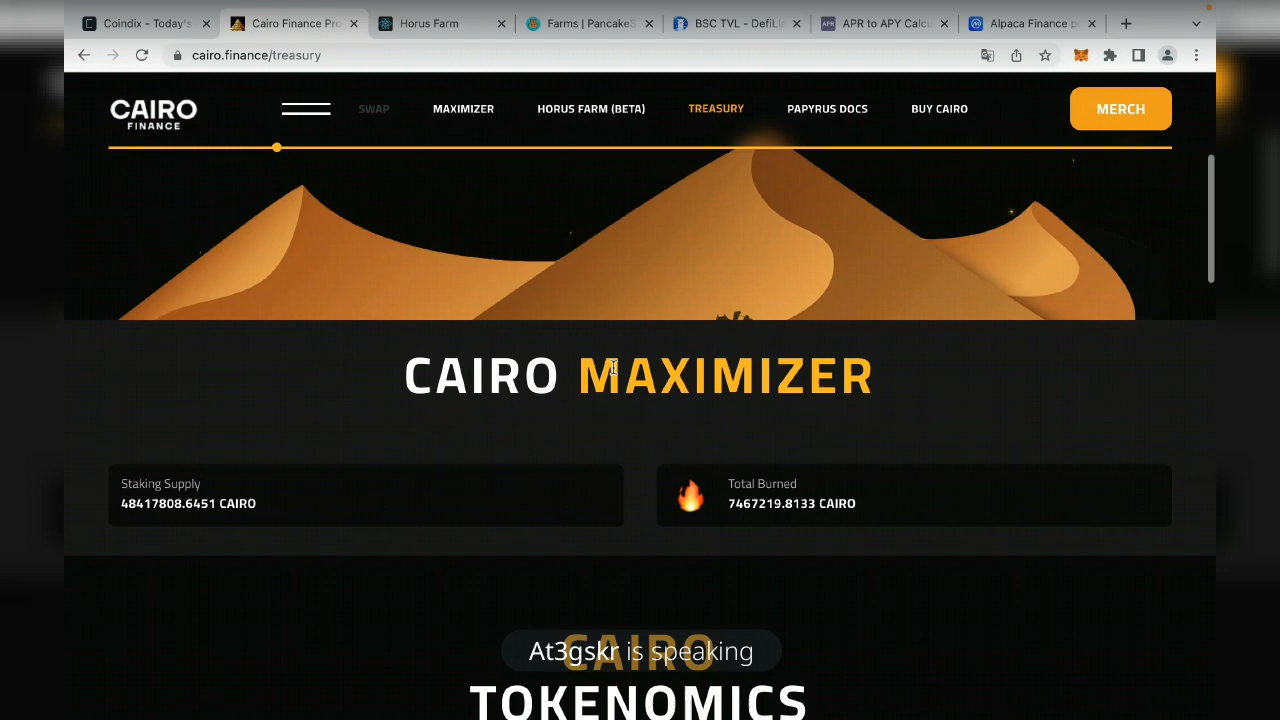 Coindix - Today's
Cairo Finance Pro
Horus Farm
Farms | PancakeS
BSC TVL - DefiLl
APR to APY Calcu
Alpaca Finance p
cairo.finance/treasury
CAIRO
FINANCE
SWAP
MAXIMIZER
HORUS FARM (BETA)
TREASURY
PAPYRUS DOCS
BUY CAIRO
MERCH
CAIRO MAXIMIZER
Staking Supply
48417808.6451 CAIRO
Total Burned
7467219.8133 CAIRO
CAIRO
At3gskr is speaking
TOKENOMICS